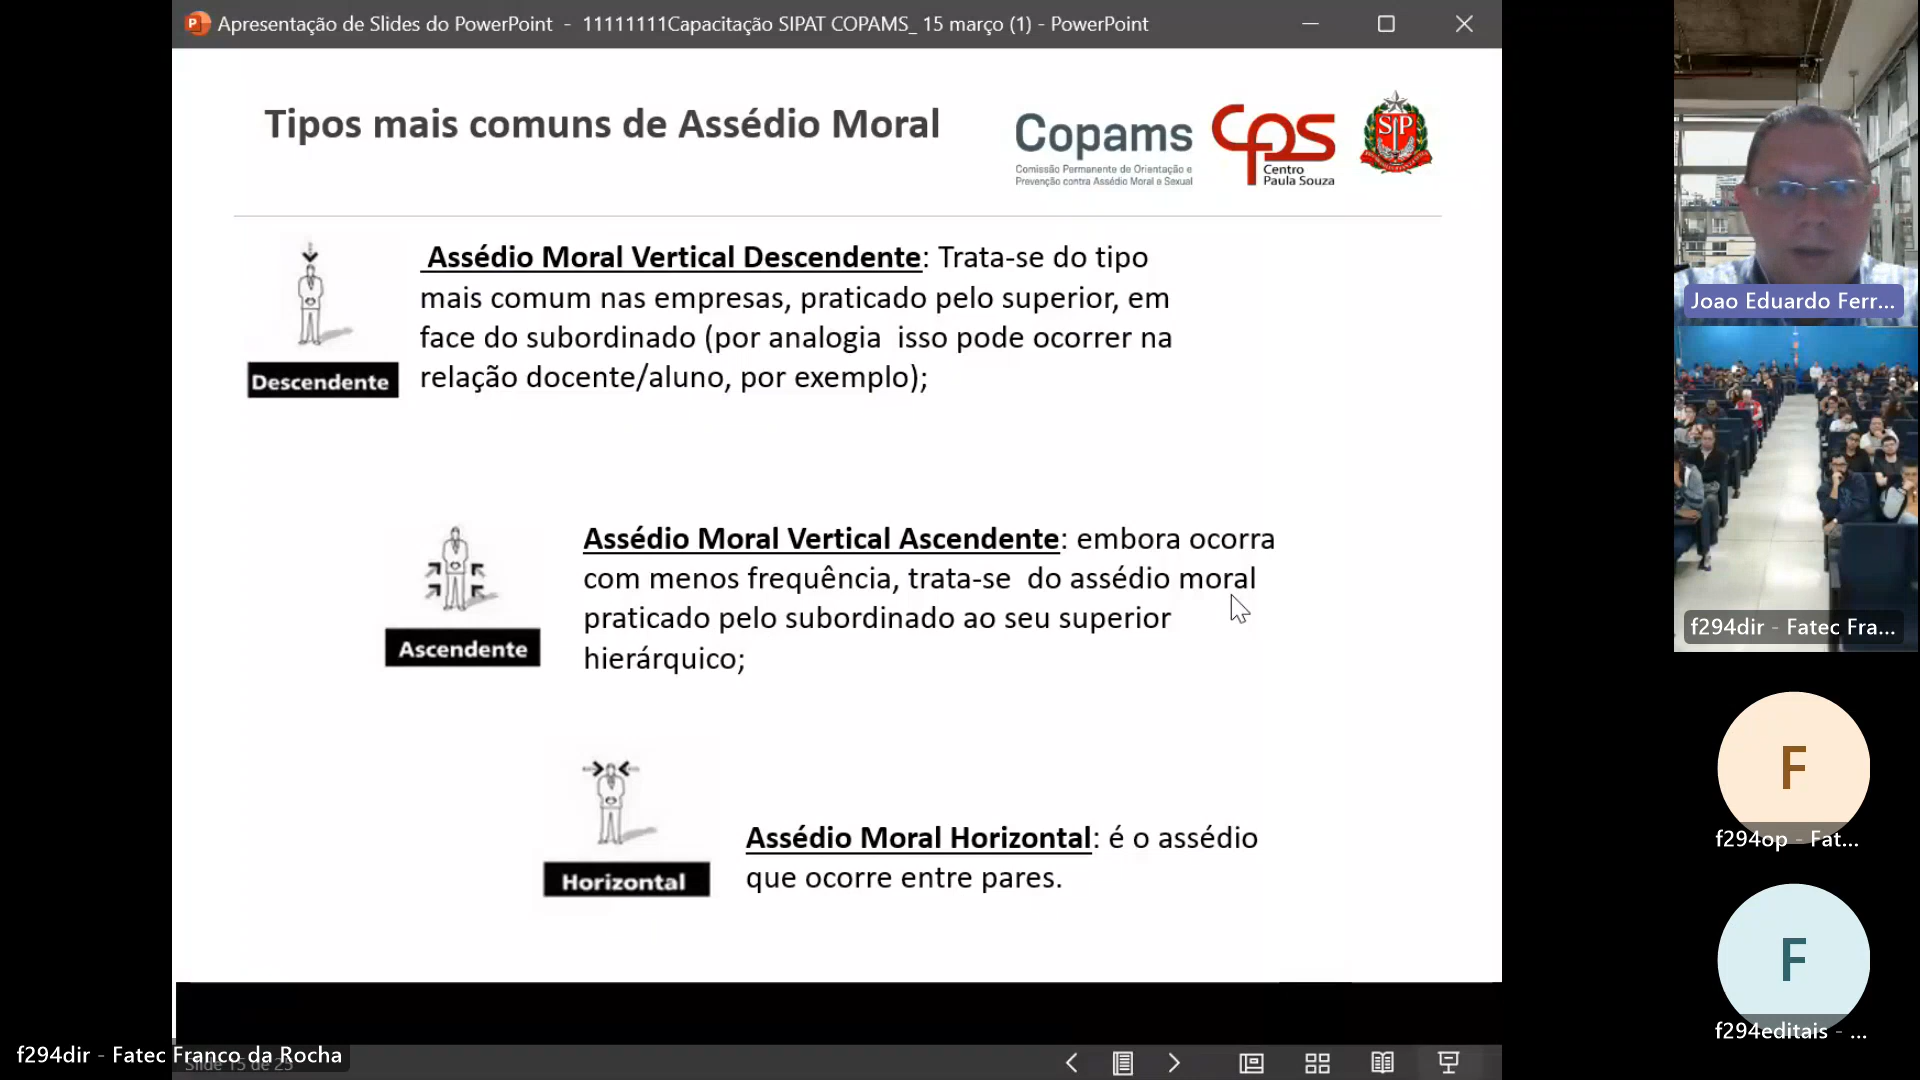 Apresentação de Slides do PowerPoint - 11111111Capacitação SIPAT COPAMS_ 15 março (1) - PowerPoint
Tipos mais comuns de Assédio Moral
Copams
Comissão Permanente de Orientação e
Prevenção contra Assédio Moral e Sexual
CPS
Centro
Paula Souza
SP
Assédio Moral Vertical Descendente: Trata-se do tipo
mais comum nas empresas, praticado pelo superior, em
face do subordinado (por analogia isso pode ocorrer na
relação docente/aluno, por exemplo);
Descendente
Assédio Moral Vertical Ascendente: embora ocorra
com menos frequência, trata-se do assédio moral
praticado pelo subordinado ao seu superior
hierárquico;
Ascendente
Assédio Moral Horizontal: é o assédio
que ocorre entre pares.
Horizontal
Joao Eduardo Ferr...
f294dir - Fatec Fra...
F
f294op - Fat...
F
f294editais - ...
f294dir - Fatec Franco da Rocha
Slide 15 de 25